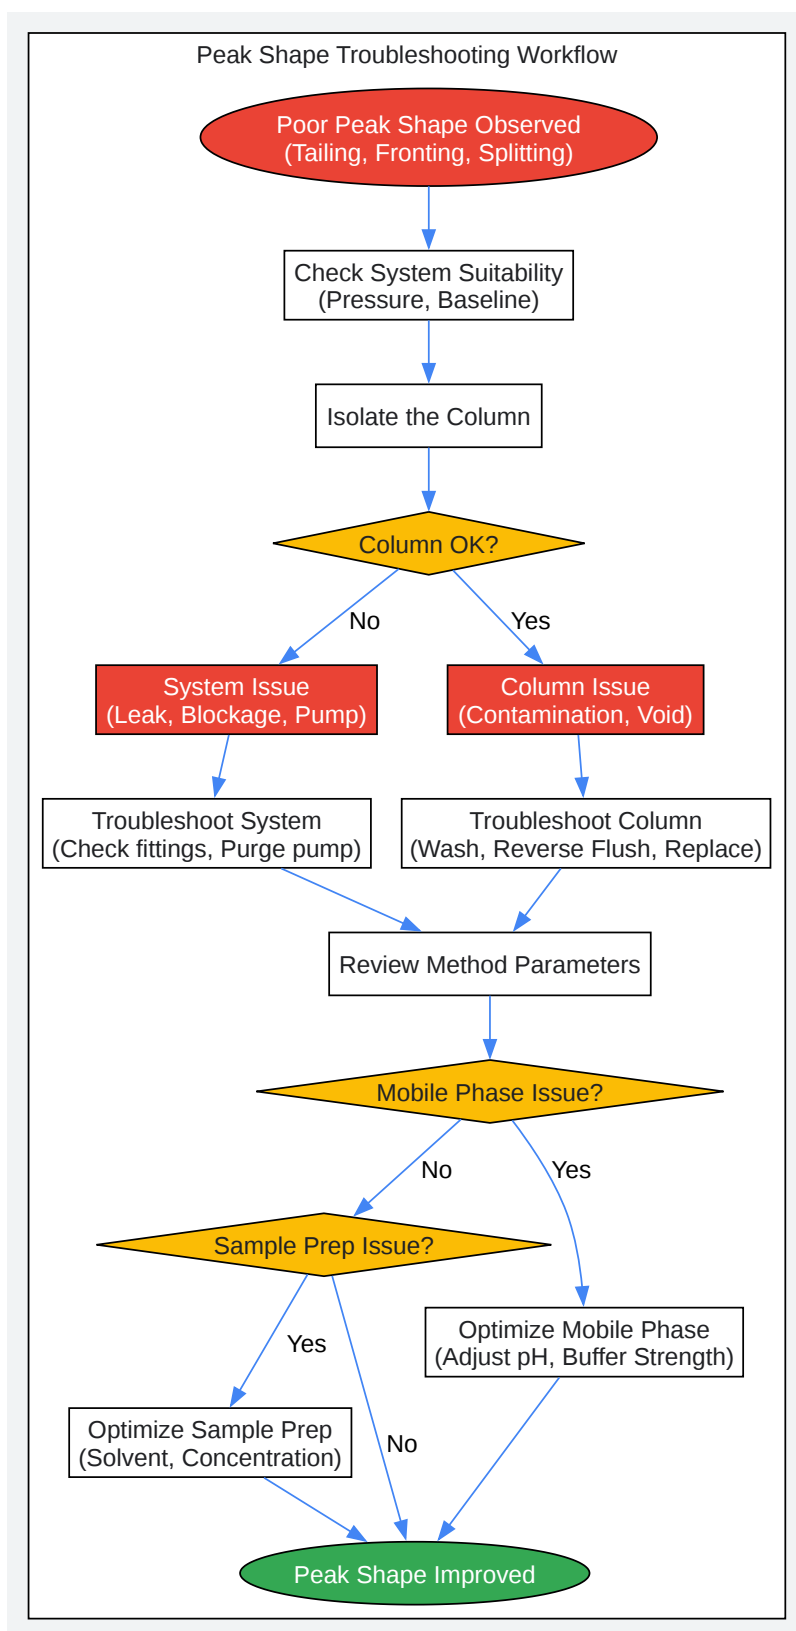 Peak Shape Troubleshooting Workflow
Poor Peak Shape Observed
(Tailing, Fronting, Splitting)
Check System Suitability
(Pressure, Baseline)
Isolate the Column
Column OK?
No
Yes
System Issue
(Leak, Blockage, Pump)
Column Issue
(Contamination, Void)
Troubleshoot System
(Check fittings, Purge pump)
Troubleshoot Column
(Wash, Reverse Flush, Replace)
Review Method Parameters
Mobile Phase Issue?
No
Yes
Sample Prep Issue?
Optimize Mobile Phase
(Adjust pH, Buffer Strength)
Yes
Optimize Sample Prep
(Solvent, Concentration)
No
Peak Shape Improved